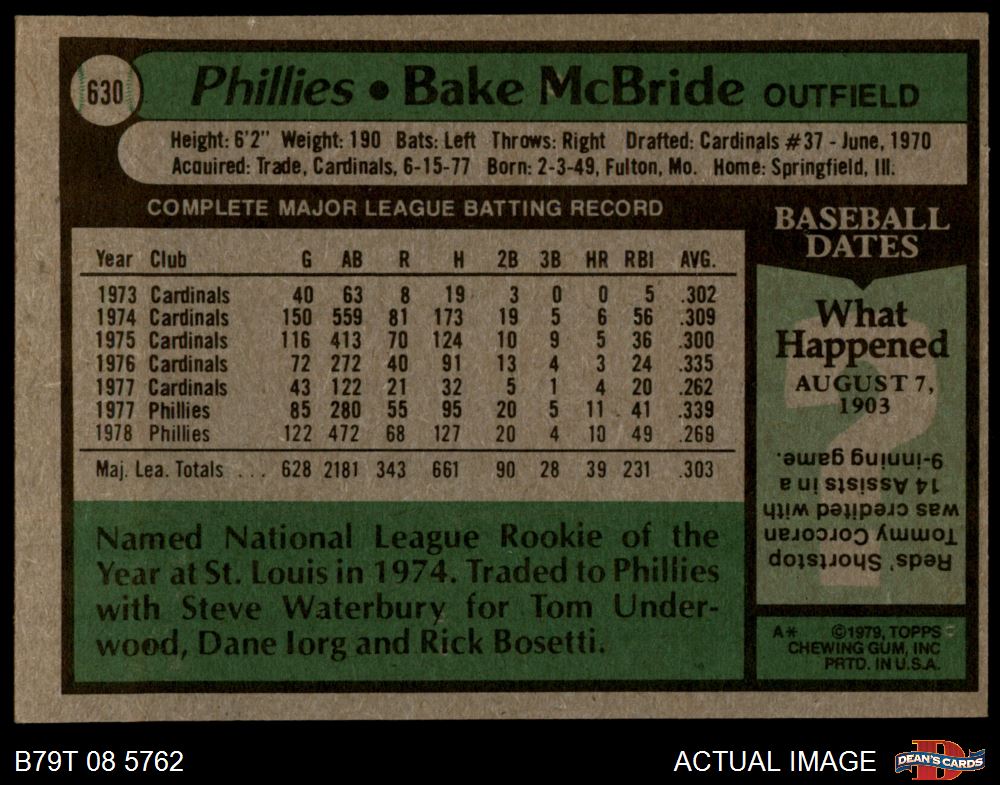 630
Phillies • Bake McBride OUTFIELD
Height: 6'2" Weight: 190 Bats: Left Throws: Right Drafted: Cardinals #37 - June, 1970
Acquired: Trade, Cardinals, 6-15-77 Born: 2-3-49, Fulton, Mo. Home: Springfield, Ill.
COMPLETE MAJOR LEAGUE BATTING RECORD
Year Club G AB R H 2B 3B HR RBI AVG.
1973 Cardinals 40 63 8 19 3 0 0 5 .302
1974 Cardinals 150 559 81 173 19 5 6 56 .309
1975 Cardinals 116 413 70 124 10 9 5 36 .300
1976 Cardinals 72 272 40 91 13 4 3 24 .335
1977 Cardinals 43 122 21 32 5 1 4 20 .262
1977 Phillies 85 280 55 95 20 5 11 41 .339
1978 Phillies 122 472 68 127 20 4 10 49 .269
Maj. Lea. Totals ... 628 2181 343 661 90 28 39 231 .303
Named National League Rookie of the
Year at St. Louis in 1974. Traded to Phillies
with Steve Waterbury for Tom Under-
wood, Dane Iorg and Rick Bosetti.
BASEBALL
DATES
What
Happened
AUGUST 7,
1903
?
Reds' Shortstop
Tommy Corcoran
was credited with
14 Assists in a
9-inning game.
A* ©1979, TOPPS
CHEWING GUM, INC
PRTD. IN U.S.A.
B79T 08 5762
ACTUAL IMAGE
D
DEAN'S CARDS